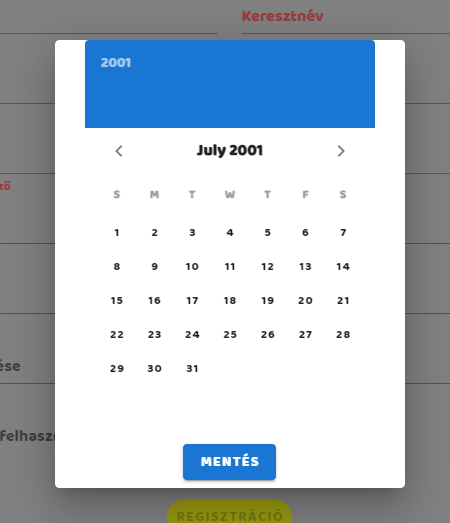 Keresztnév
2001
July 2001
S M T W T F S
1 2 3 4 5 6 7
8 9 10 11 12 13 14
ző
15 16 17 18 19 20 21
22 23 24 25 26 27 28
29 30 31
ése
felhasz
MENTÉS
REGISZTRÁCIÓ